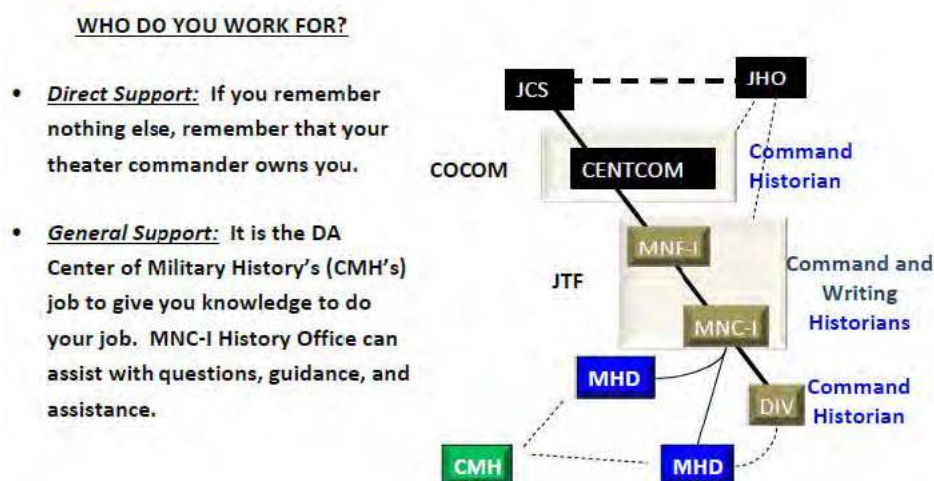 WHO DO YOU WORK FOR?
• Direct Support: If you remember
nothing else, remember that your
theater commander owns you.
• General Support: It is the DA
Center of Military History's (CMH's)
job to give you knowledge to do
your job. MNC-I History Office can
assist with questions, guidance, and
assistance.
JCS
JHO
COCOM
CENTCOM
Command
Historian
MNF-I
JTF
Command and
Writing
Historians
MNC-I
MHD
DIV
Command
Historian
CMH
MHD